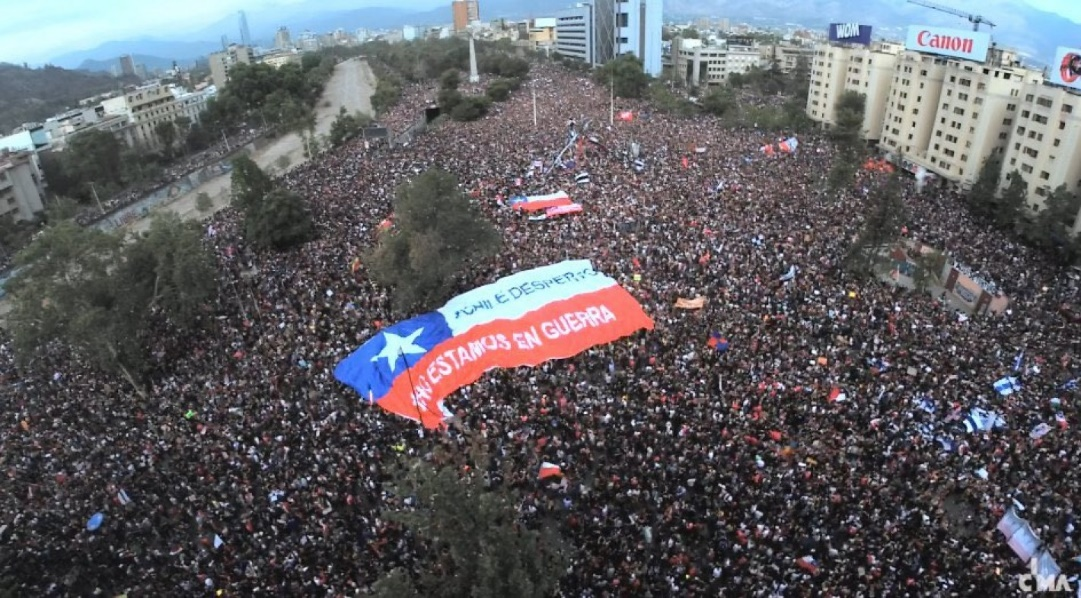 WOM
Canon
¡CHILE DESPERTÓ
NO ESTAMOS EN GUERRA
CMA